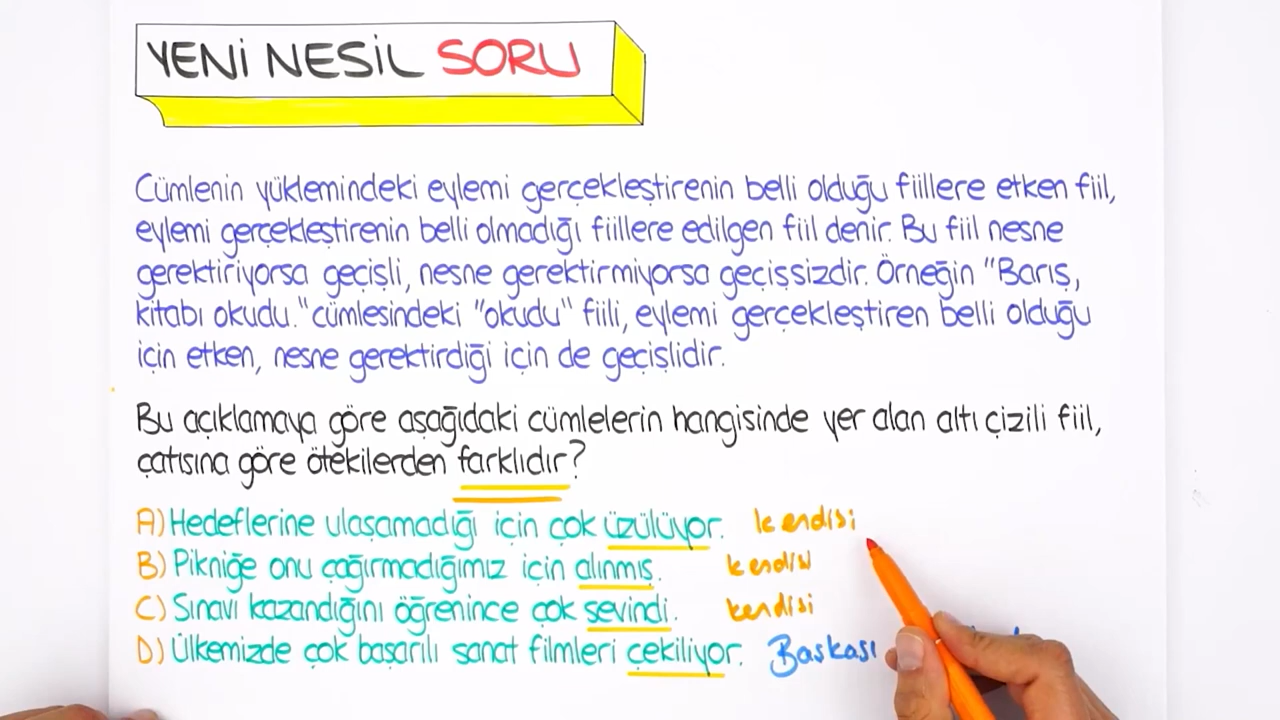 YENİ NESİL SORU
Cümlenin yüklemindeki eylemi gerçekleştirenin belli olduğu fiillere etken fiil,
eylemi gerçekleştirenin belli olmadığı fiillere edilgen fiil denir. Bu fiil nesne
gerektiriyorsa geçişli, nesne gerektirmiyorsa geçişsizdir. Örneğin "Barış,
kitabı okudu." cümlesindeki "okudu" fiili, eylemi gerçekleştiren belli olduğu
için etken, nesne gerektirdiği için de geçişlidir.
Bu açıklamaya göre aşağıdaki cümlelerin hangisinde yer alan altı çizili fiil,
çatısına göre ötekilerden farklıdır?
A) Hedeflerine ulaşamadığı için çok üzülüyor. kendisi
B) Pikniğe onu çağırmadığımız için alınmış. kendisi
C) Sınavı kazandığını öğrenince çok sevindi. kendisi
D) Ülkemizde çok başarılı sanat filmleri çekiliyor. Başkası